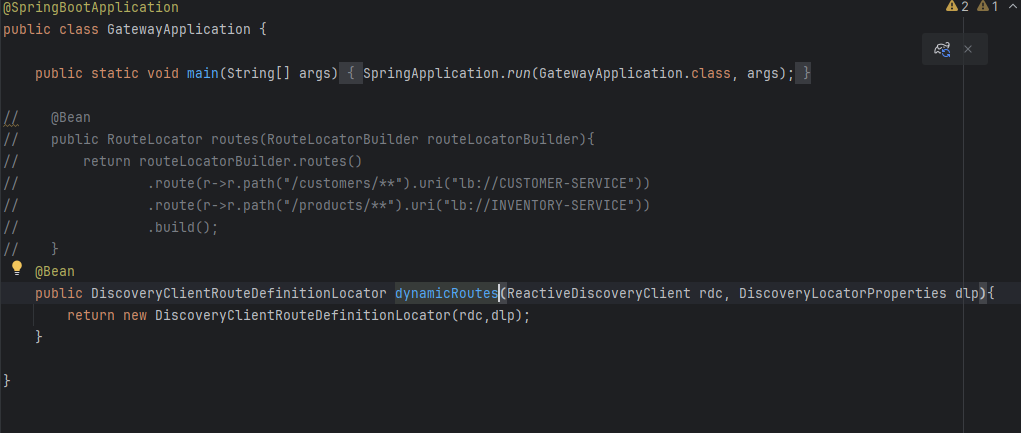 @SpringBootApplication
2 1
public class GatewayApplication {
public static void main(String[] args) { SpringApplication.run(GatewayApplication.class, args); }
//    @Bean
//    public RouteLocator routes(RouteLocatorBuilder routeLocatorBuilder){
//        return routeLocatorBuilder.routes()
//                .route(r->r.path("/customers/**").uri("lb://CUSTOMER-SERVICE"))
//                .route(r->r.path("/products/**").uri("lb://INVENTORY-SERVICE"))
//                .build();
//    }
@Bean
public DiscoveryClientRouteDefinitionLocator dynamicRoutes(ReactiveDiscoveryClient rdc, DiscoveryLocatorProperties dlp){
return new DiscoveryClientRouteDefinitionLocator(rdc,dlp);
}
}